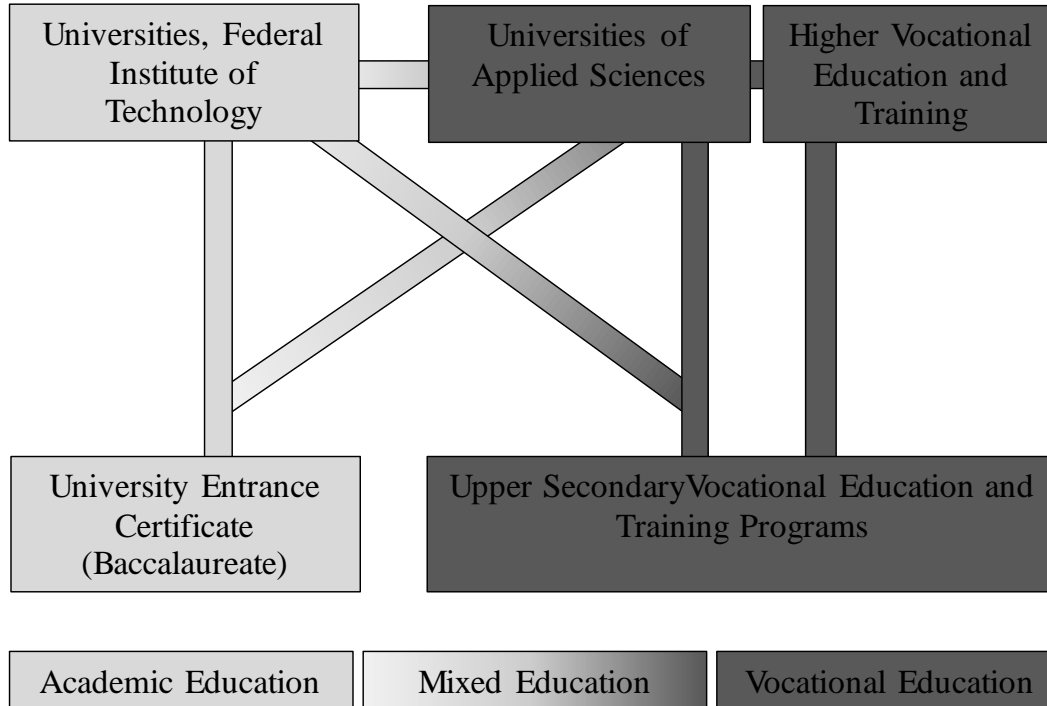 Universities, Federal
Institute of
Technology
Universities of
Applied Sciences
Higher Vocational
Education and
Training
University Entrance
Certificate
(Baccalaureate)
Upper SecondaryVocational Education and
Training Programs
Academic Education
Mixed Education
Vocational Education